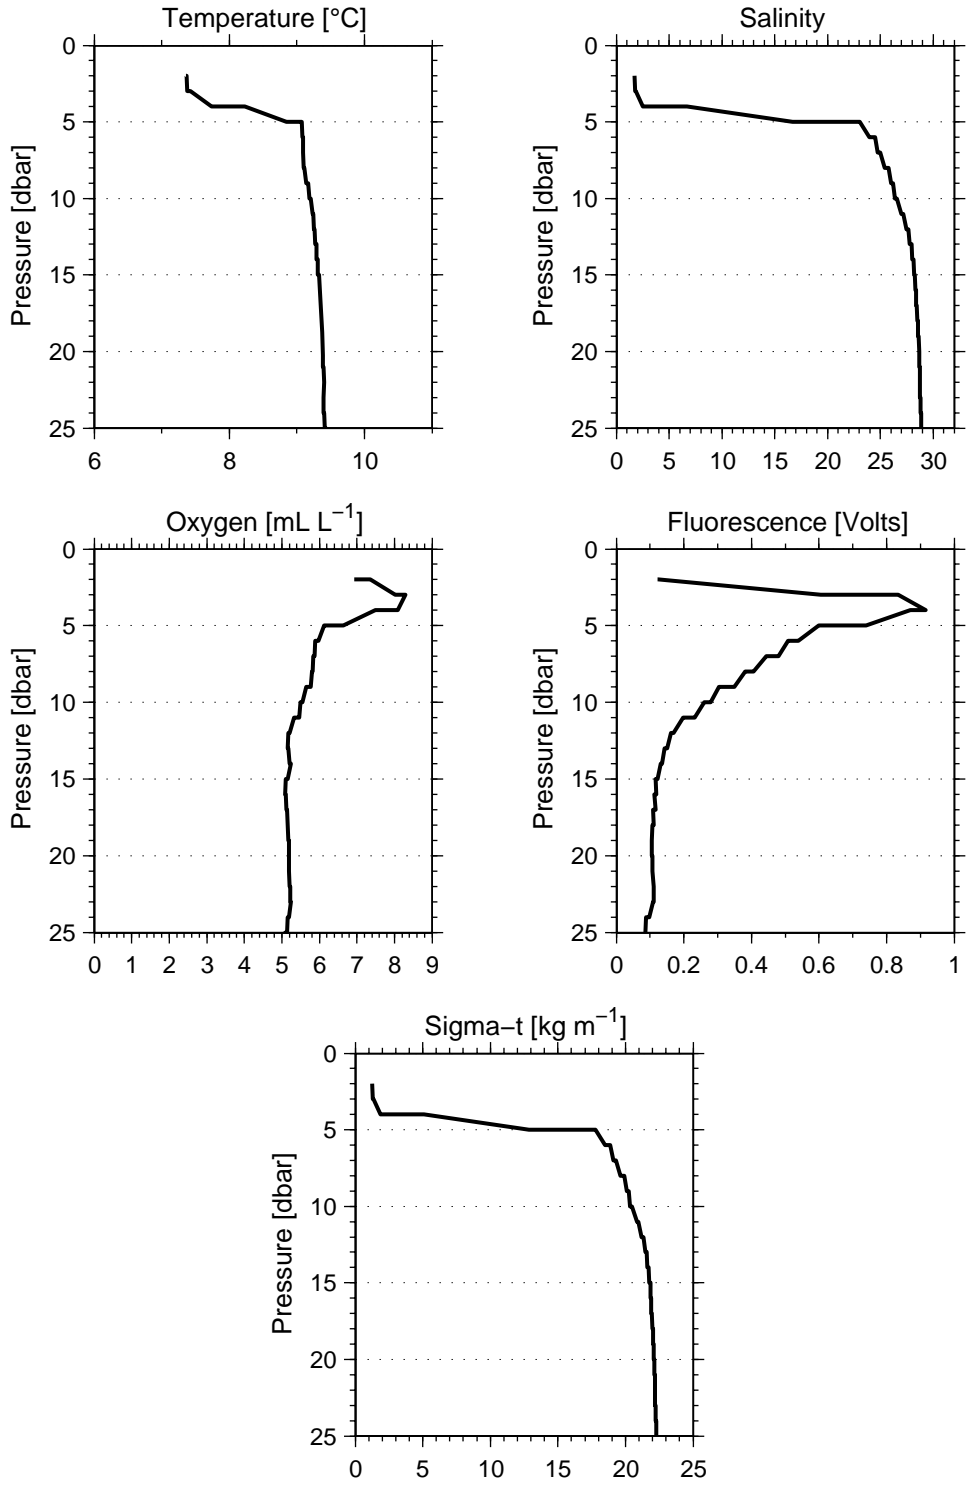 Temperature [°C]
0
5
10
15
20
25
Pressure [dbar]
6 8 10
Salinity
0
5
10
15
20
25
Pressure [dbar]
0 5 10 15 20 25 30
Oxygen [mL L−1]
0
5
10
15
20
25
Pressure [dbar]
0 1 2 3 4 5 6 7 8 9
Fluorescence [Volts]
0
5
10
15
20
25
Pressure [dbar]
0 0.2 0.4 0.6 0.8 1
Sigma−t [kg m−1]
0
5
10
15
20
25
Pressure [dbar]
0 5 10 15 20 25